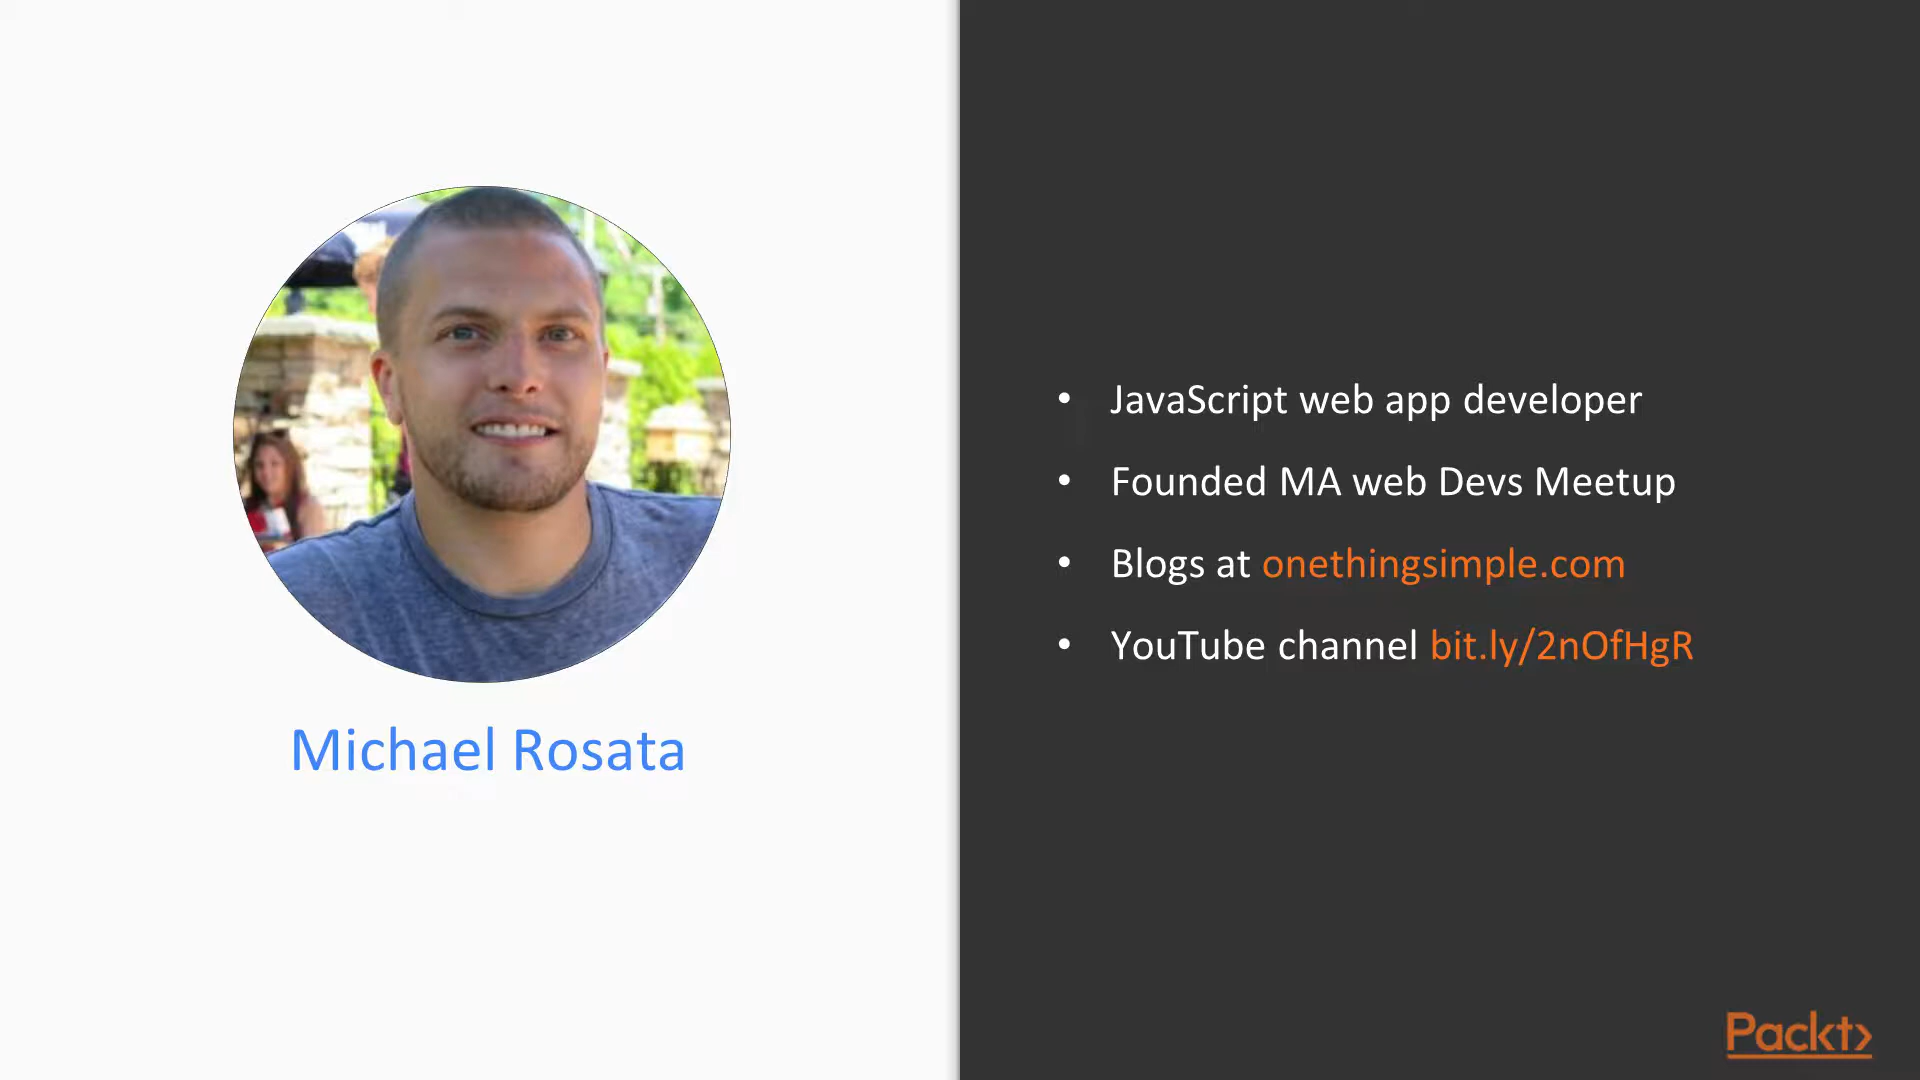 Michael Rosata
• JavaScript web app developer
• Founded MA web Devs Meetup
• Blogs at onethingsimple.com
• YouTube channel bit.ly/2nOfHgR
Packt